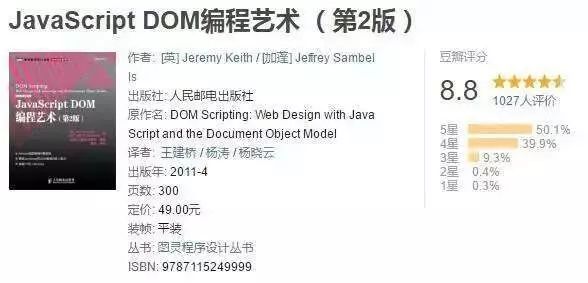 JavaScript DOM编程艺术 （第2版）
DOM Scripting
JavaScript DOM
编程艺术（第2版）
作者: [英] Jeremy Keith / [加蓬] Jeffrey Sambel
ls
出版社: 人民邮电出版社
原作名: DOM Scripting: Web Design with Java
Script and the Document Object Model
译者: 王建桥 / 杨涛 / 杨晓云
出版年: 2011-4
页数: 300
定价: 49.00元
装帧: 平装
丛书: 图灵程序设计丛书
ISBN: 9787115249999
豆瓣评分
8.8
1027人评价
5星 50.1%
4星 39.9%
3星 9.3%
2星 0.4%
1星 0.3%